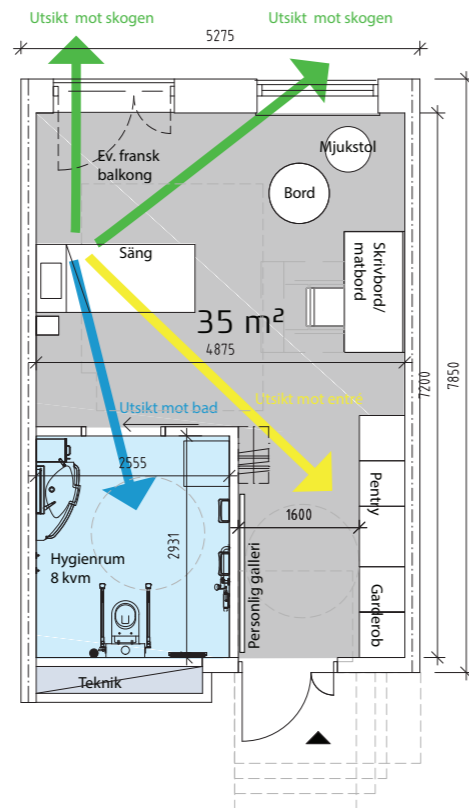 Utsikt mot skogen
Utsikt mot skogen
5275
Ev. fransk
balkong
Mjukstol
Bord
Säng
Skrivbord/
matbord
35 m²
4875
7200
7850
Utsikt mot bad
Utsikt mot entré
2555
2931
1600
Hygienrum
8 kvm
Personlig galleri
Pentry
Garderob
Teknik